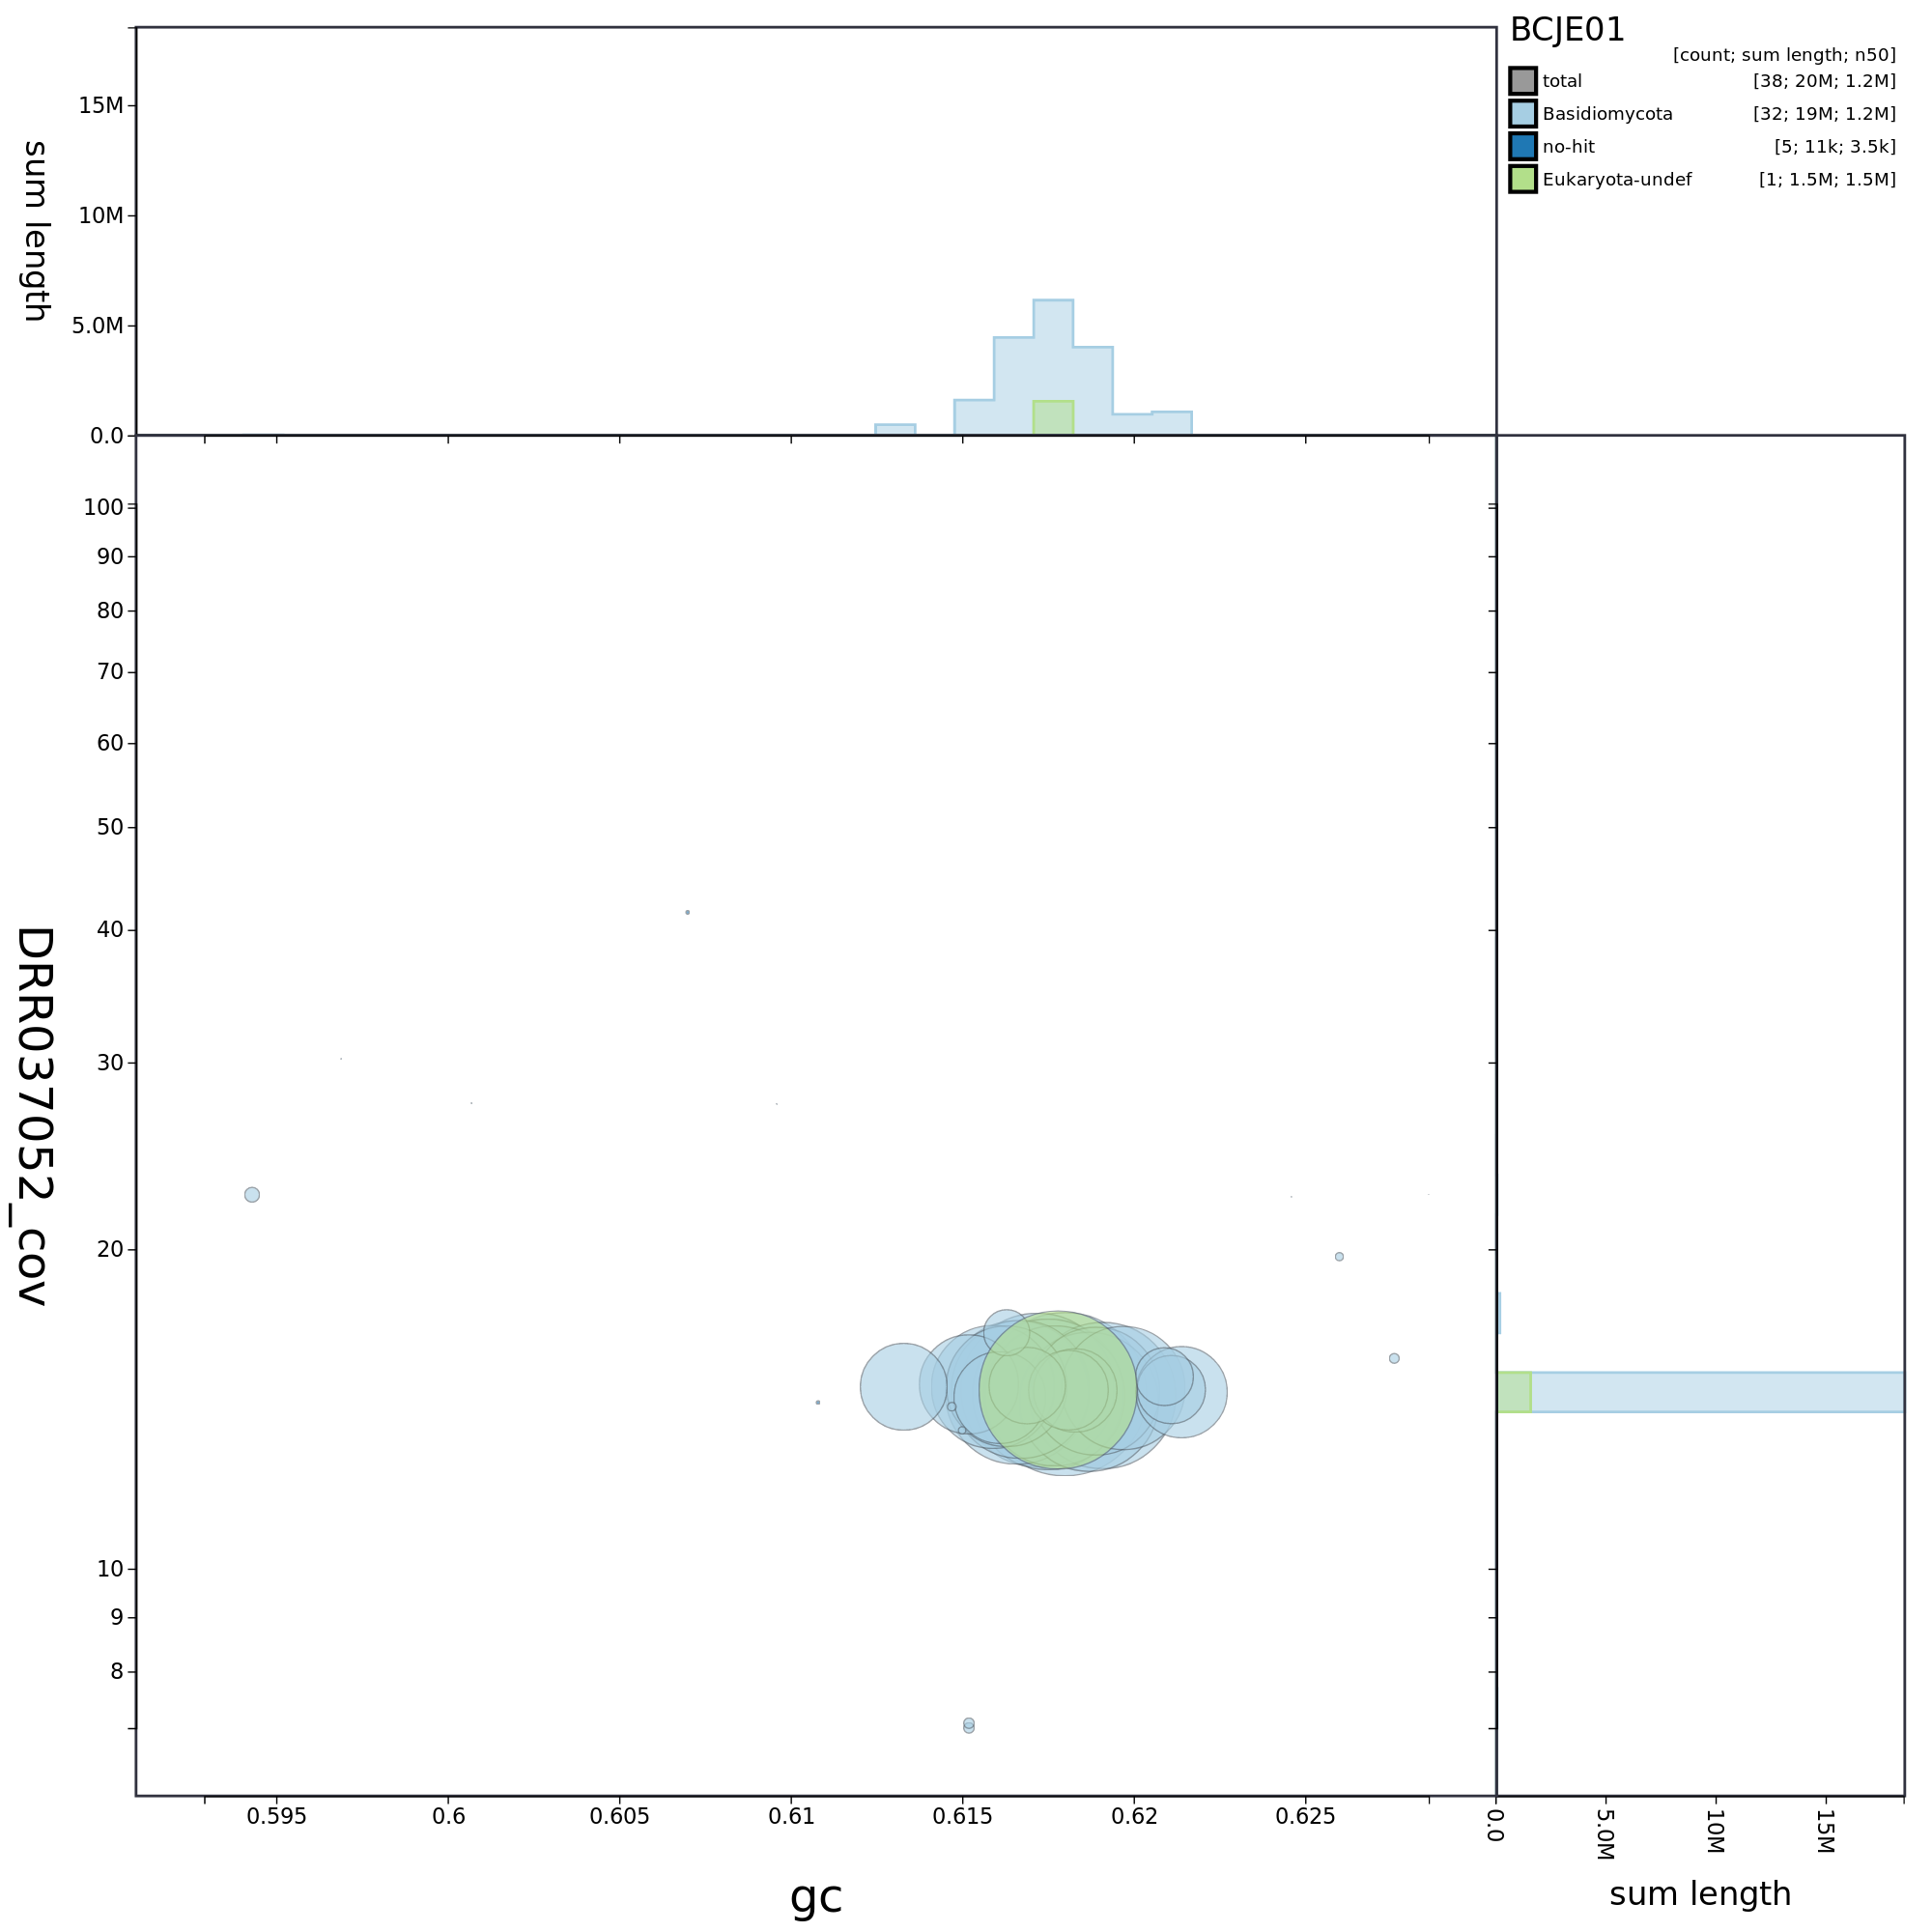 BCJE01
[count; sum length; n50]
total [38; 20M; 1.2M]
Basidiomycota [32; 19M; 1.2M]
no-hit [5; 11k; 3.5k]
Eukaryota-undef [1; 1.5M; 1.5M]
sum length
15M
10M
5.0M
0.0
DRR037052_cov
100
90
80
70
60
50
40
30
20
10
9
8
0.595 0.6 0.605 0.61 0.615 0.62 0.625
gc
0.0 5.0M 10M 15M
sum length